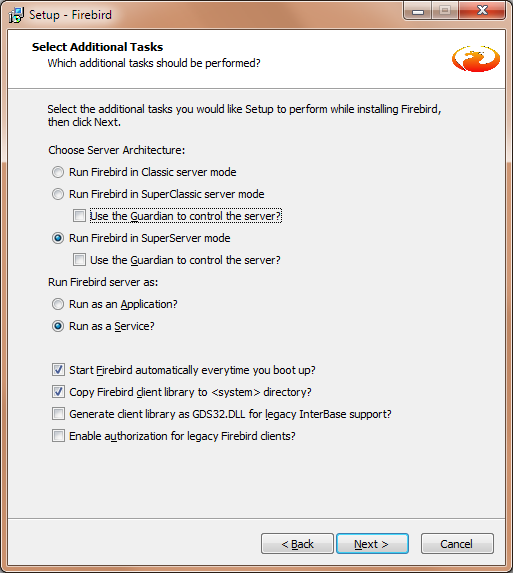 Setup - Firebird
Select Additional Tasks
Which additional tasks should be performed?
Select the additional tasks you would like Setup to perform while installing Firebird,
then click Next.
Choose Server Architecture:
Run Firebird in Classic server mode
Run Firebird in SuperClassic server mode
Use the Guardian to control the server?
Run Firebird in SuperServer mode
Use the Guardian to control the server?
Run Firebird server as:
Run as an Application?
Run as a Service?
Start Firebird automatically everytime you boot up?
Copy Firebird client library to <system> directory?
Generate client library as GDS32.DLL for legacy InterBase support?
Enable authorization for legacy Firebird clients?
< Back
Next >
Cancel